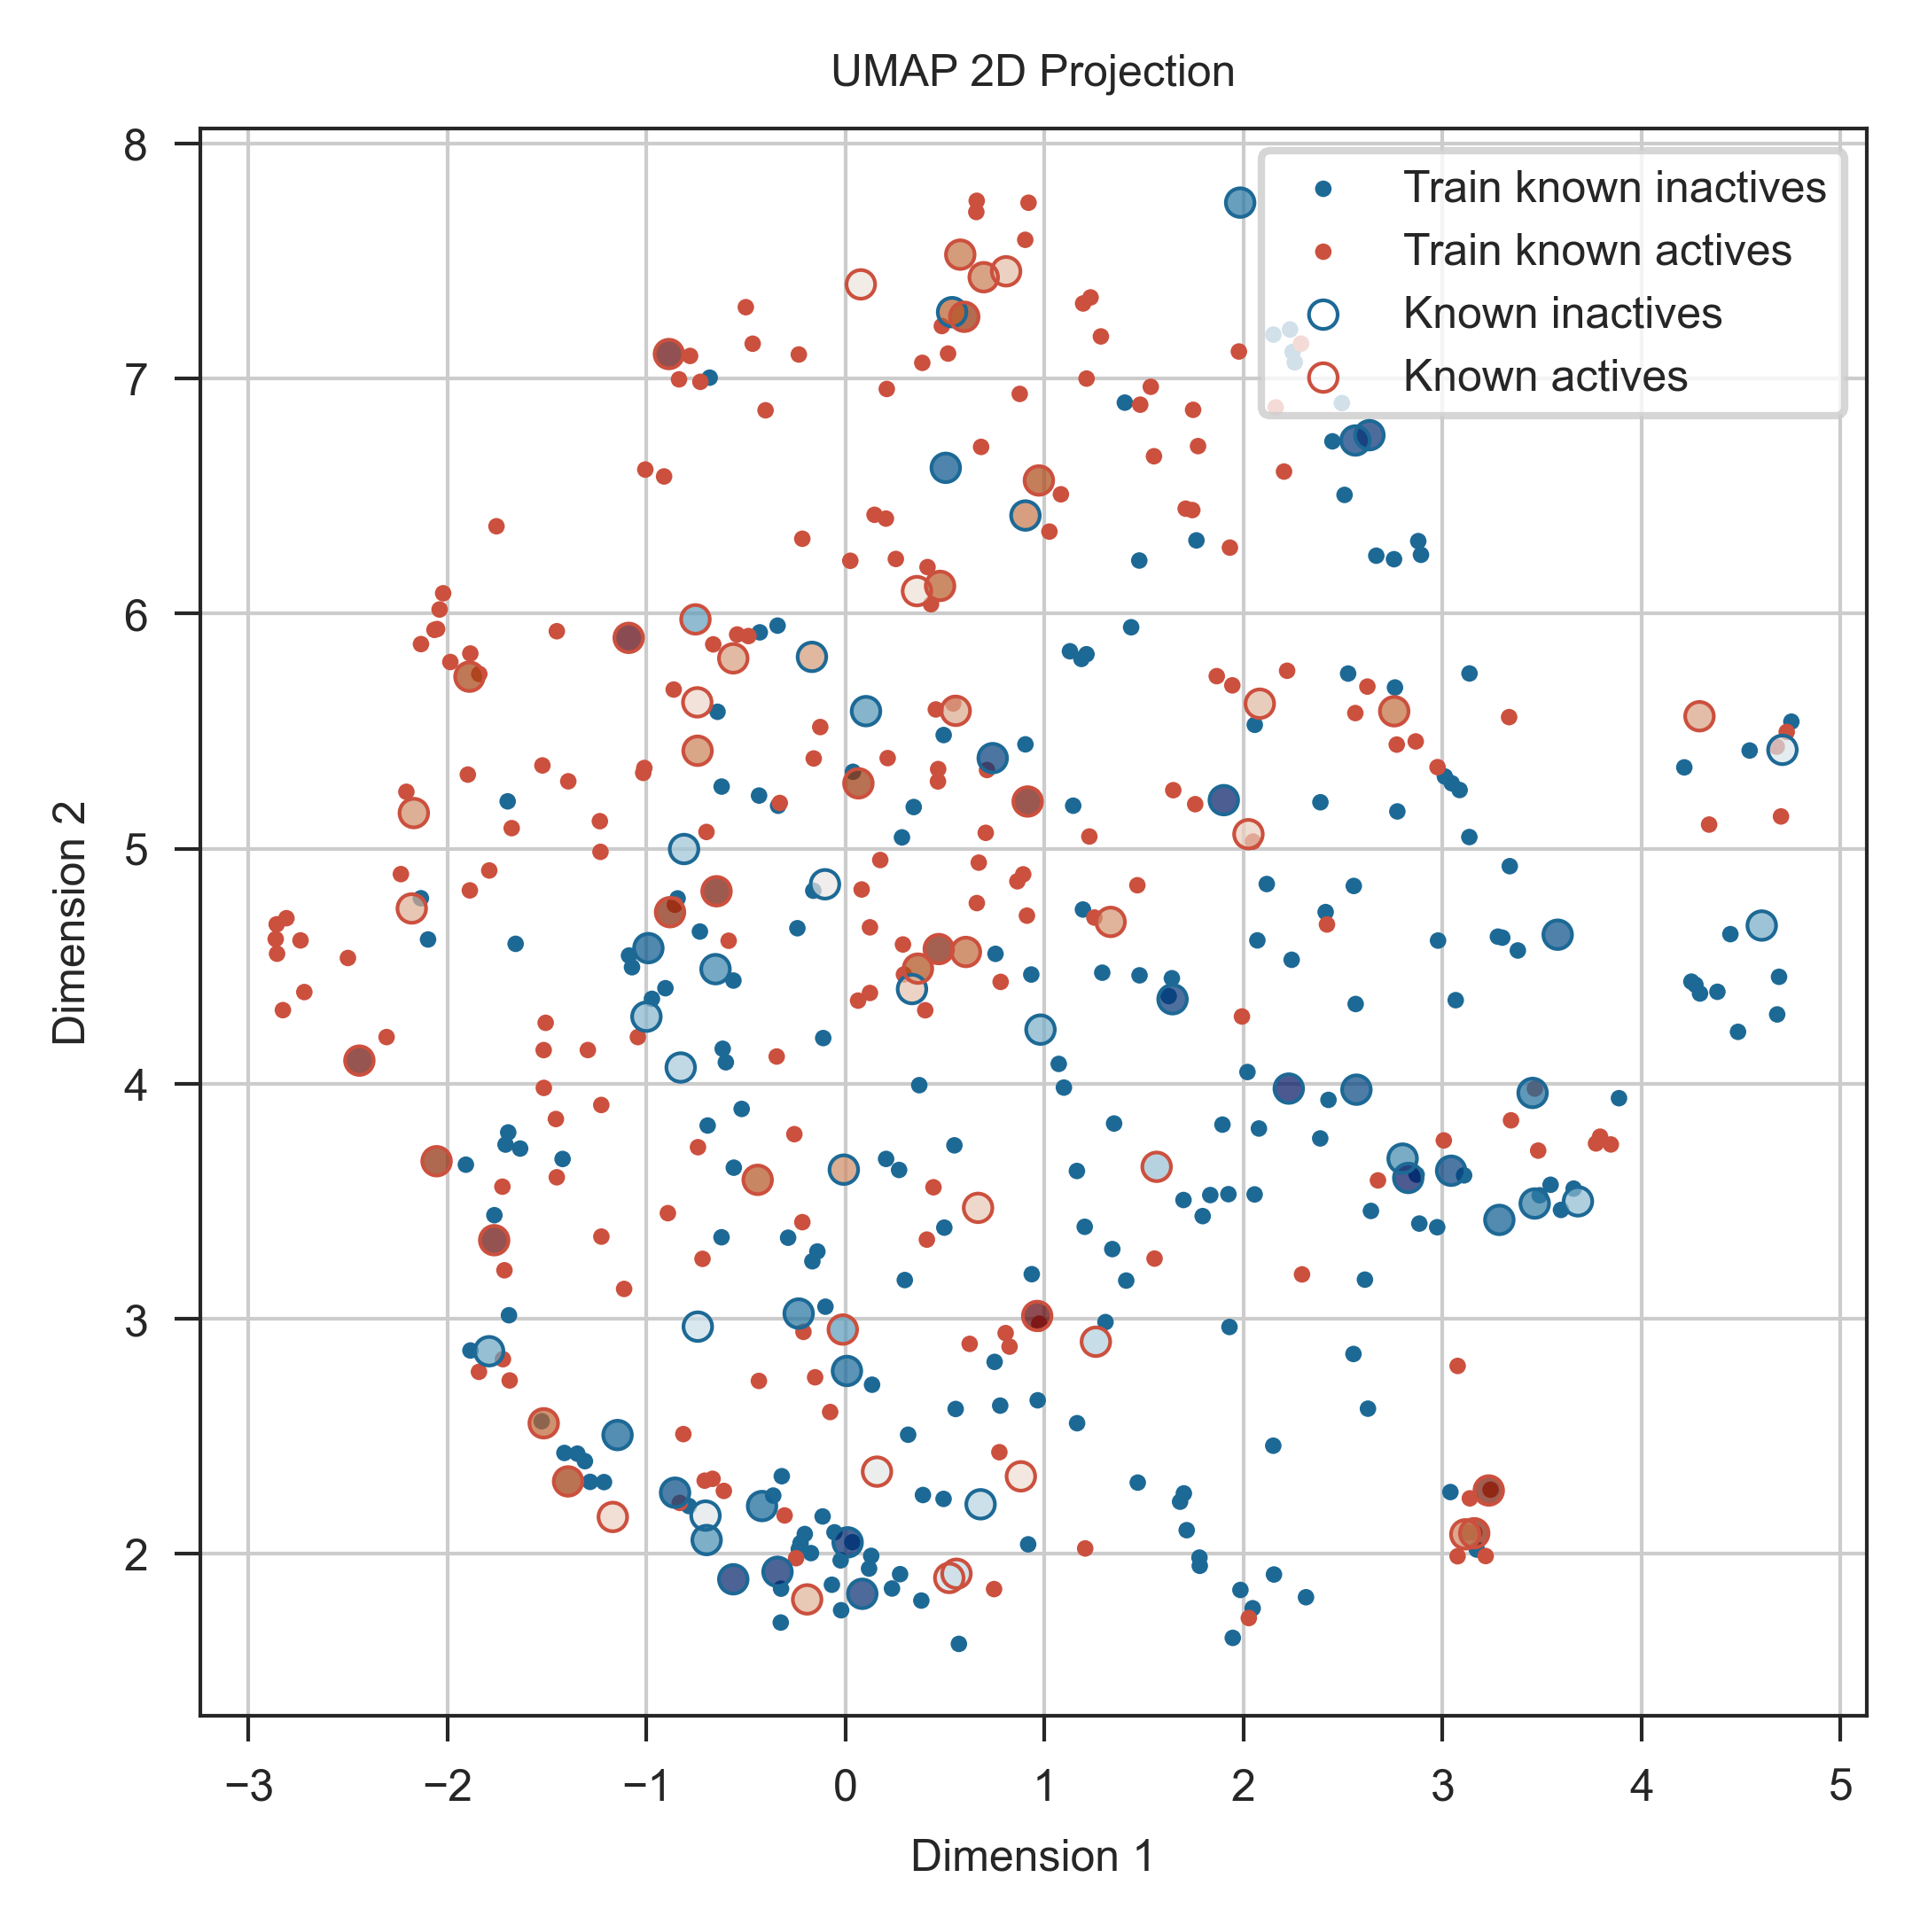 UMAP 2D Projection
Train known inactives
Train known actives
Known inactives
Known actives
8
7
6
5
4
3
2
Dimension 2
−3 −2 −1 0 1 2 3 4 5
Dimension 1